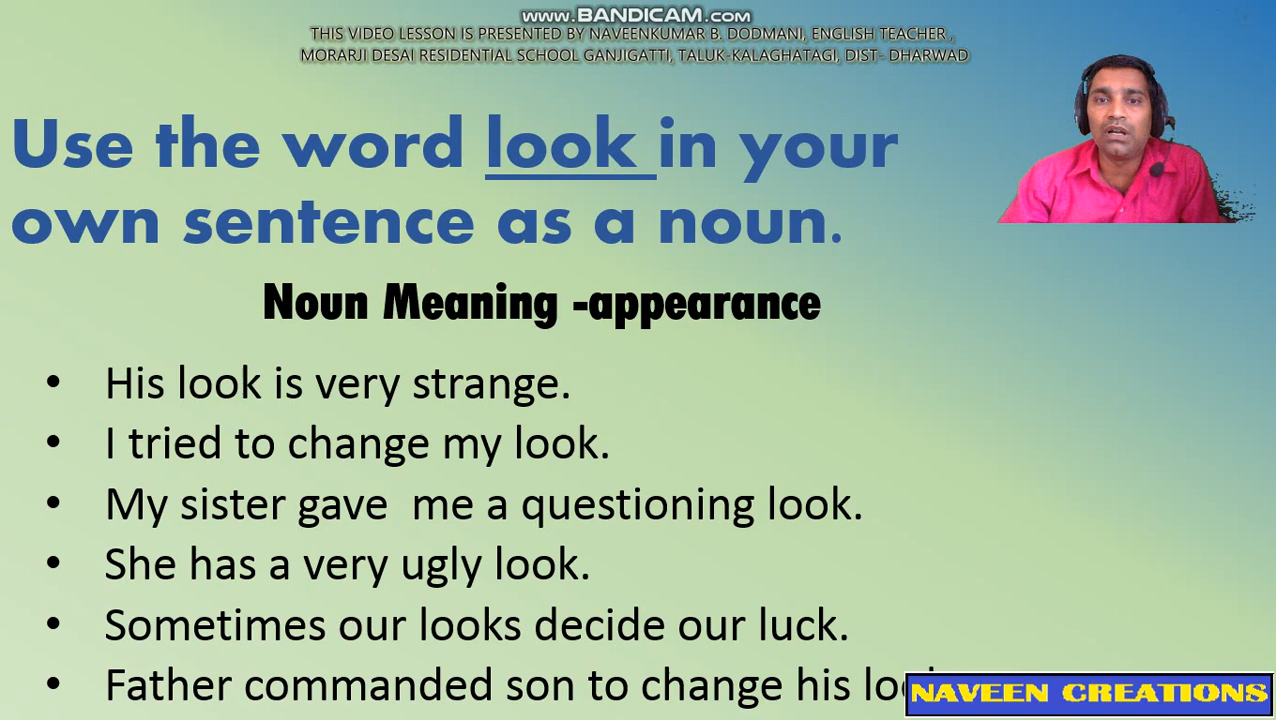 www.BANDICAM.com
THIS VIDEO LESSON IS PRESENTED BY NAVEENKUMAR B. DODMANI, ENGLISH TEACHER ,
MORARJI DESAI RESIDENTIAL SCHOOL GANJIGATTI, TALUK-KALAGHATAGI, DIST- DHARWAD
Use the word look in your
own sentence as a noun.
Noun Meaning -appearance
• His look is very strange.
• I tried to change my look.
• My sister gave me a questioning look.
• She has a very ugly look.
• Sometimes our looks decide our luck.
• Father commanded son to change his
NAVEEN CREATIONS